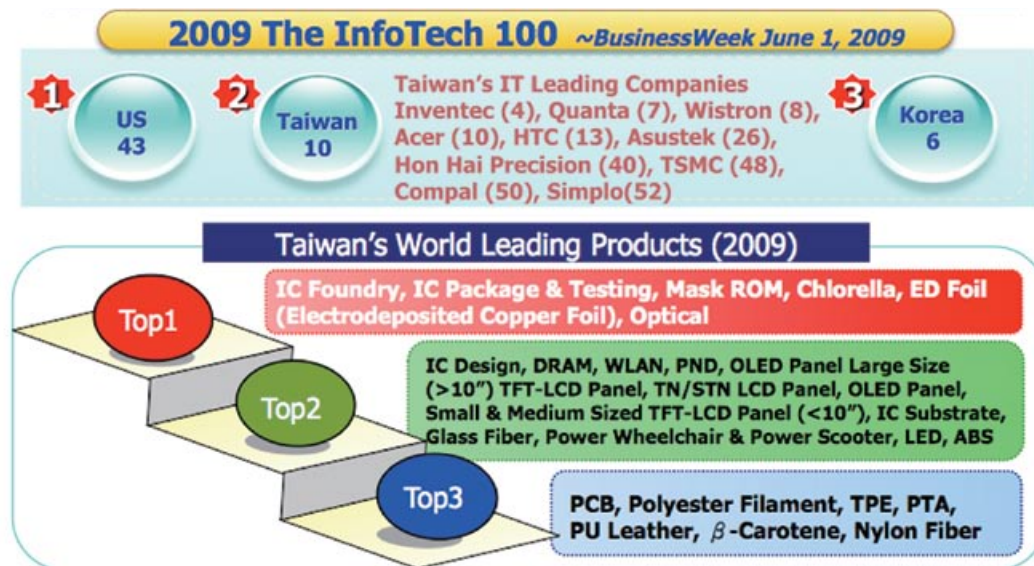 2009 The InfoTech 100 ~BusinessWeek June 1, 2009
1
US
43
2
Taiwan
10
Taiwan's IT Leading Companies
Inventec (4), Quanta (7), Wistron (8),
Acer (10), HTC (13), Asustek (26),
Hon Hai Precision (40), TSMC (48),
Compal (50), Simplo(52)
3
Korea
6
Taiwan's World Leading Products (2009)
Top1
IC Foundry, IC Package & Testing, Mask ROM, Chlorella, ED Foil
(Electrodeposited Copper Foil), Optical
Top2
IC Design, DRAM, WLAN, PND, OLED Panel Large Size
(>10″) TFT-LCD Panel, TN/STN LCD Panel, OLED Panel,
Small & Medium Sized TFT-LCD Panel (<10″), IC Substrate,
Glass Fiber, Power Wheelchair & Power Scooter, LED, ABS
Top3
PCB, Polyester Filament, TPE, PTA,
PU Leather, β-Carotene, Nylon Fiber